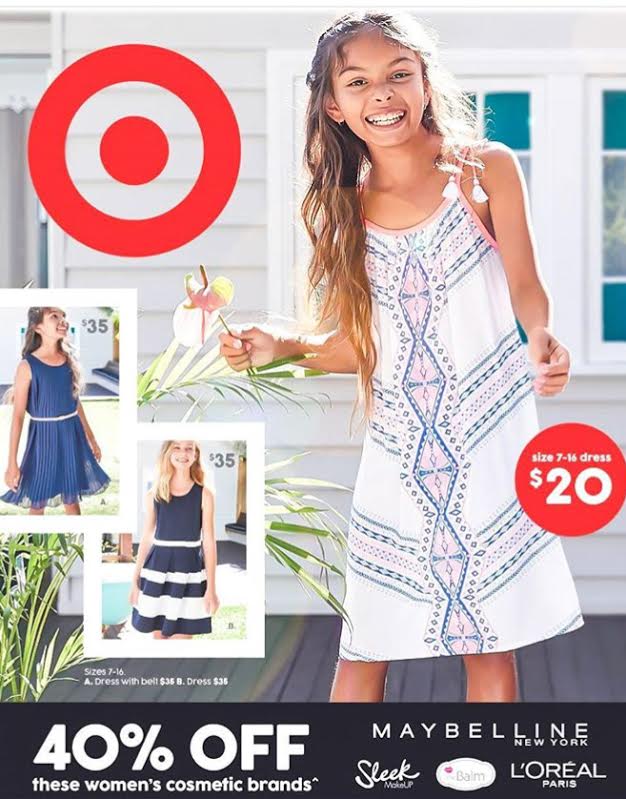 $35
A.
$35
B.
size 7-16 dress
$20
Sizes 7-16.
A. Dress with belt $35 B. Dress $35
40% OFF
these women's cosmetic brands^
MAYBELLINE
NEW YORK
Sleek
MakeUP
theBalm
L'ORÉAL
PARIS